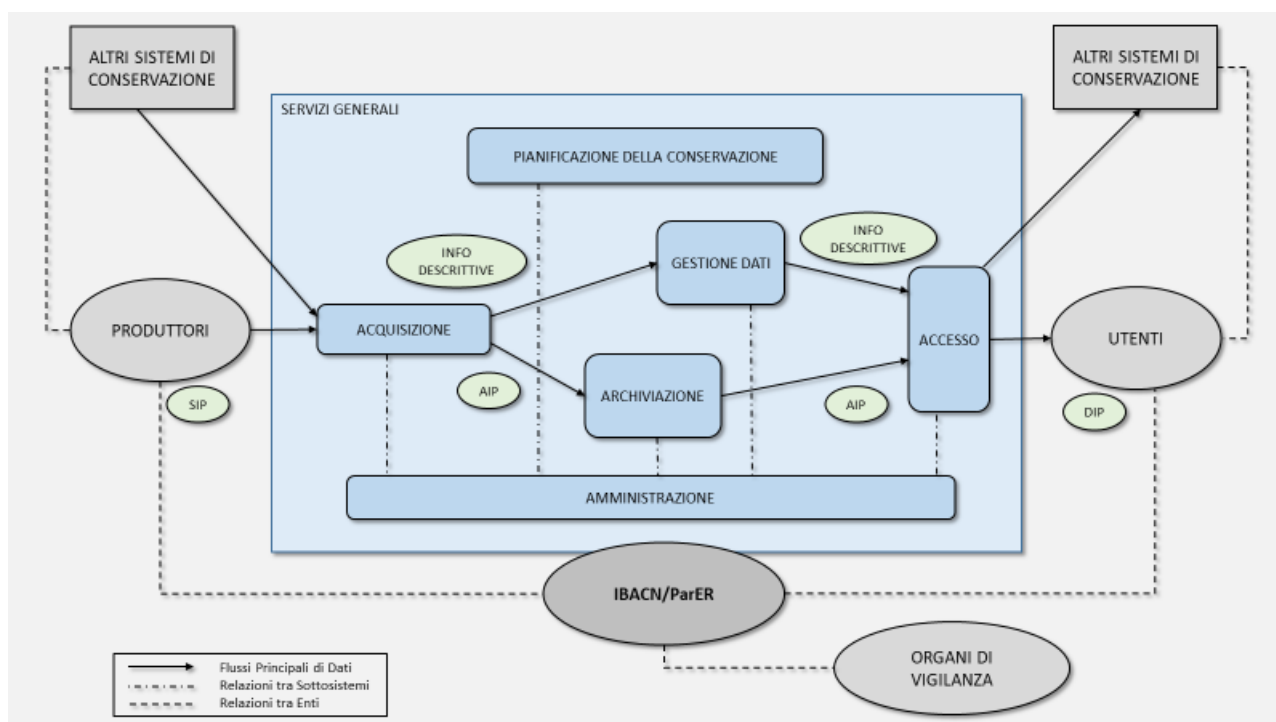 ALTRI SISTEMI DI
CONSERVAZIONE
ALTRI SISTEMI DI
CONSERVAZIONE
SERVIZI GENERALI
PIANIFICAZIONE DELLA CONSERVAZIONE
INFO
DESCRITTIVE
GESTIONE DATI
INFO
DESCRITTIVE
PRODUTTORI
ACQUISIZIONE
ACCESSO
UTENTI
SIP
AIP
ARCHIVIAZIONE
AIP
DIP
AMMINISTRAZIONE
IBACN/ParER
ORGANI DI
VIGILANZA
Flussi Principali di Dati
Relazioni tra Sottosistemi
Relazioni tra Enti